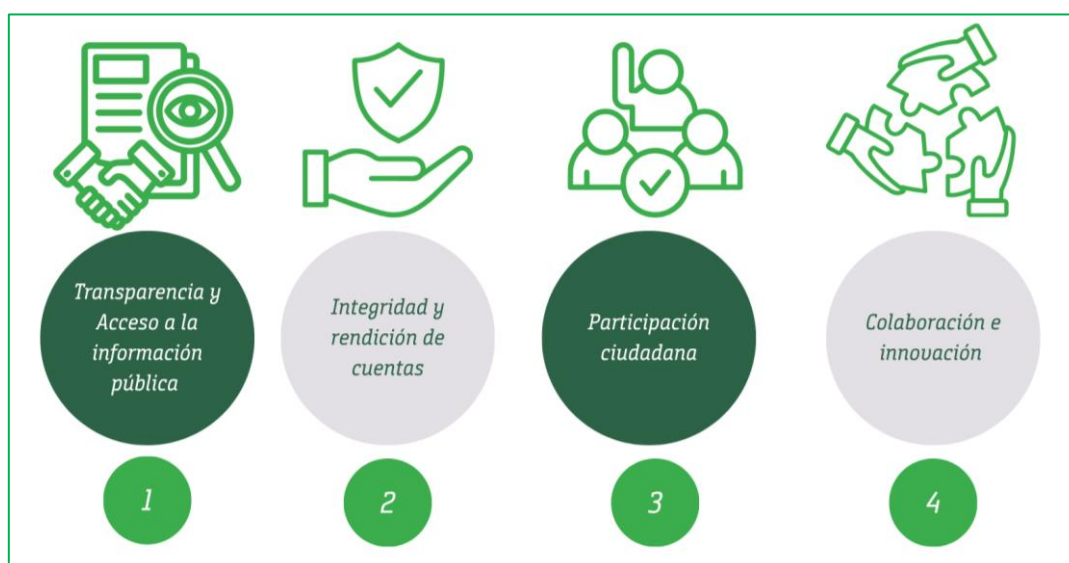 Transparencia y
Acceso a la
información
pública
Integridad y
rendición de
cuentas
Participación
ciudadana
Colaboración e
innovación
1
2
3
4